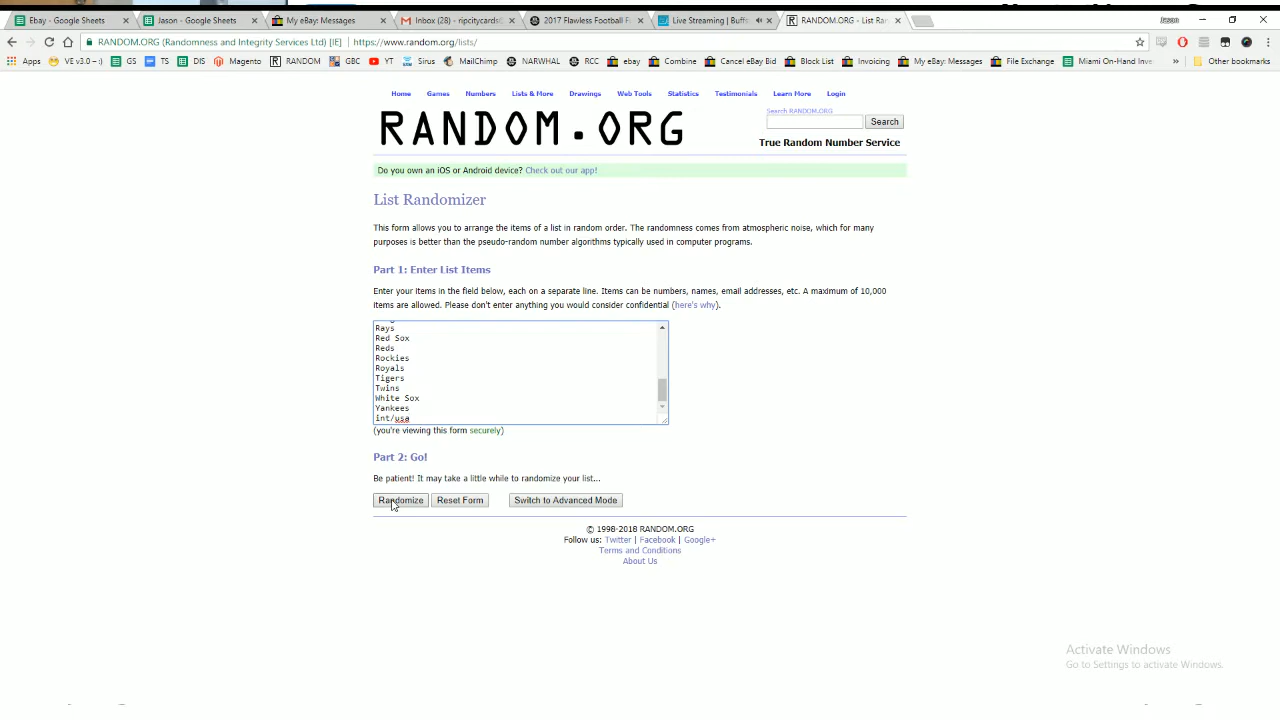 Ebay - Google Sheets
Jason - Google Sheets
My eBay: Messages
Inbox (28) - ripcitycards@
2017 Flawless Football F
Live Streaming | Buff
RANDOM.ORG - List Ra
Jason
RANDOM.ORG (Randomness and Integrity Services Ltd) [IE] | https://www.random.org/lists/
Apps VE v3.0 – :) GS TS DIS Magento RANDOM GBC YT Sirus MailChimp NARWHAL RCC ebay Combine Cancel eBay Bid Block List Invoicing My eBay: Messages File Exchange Miami On-Hand Inve » Other bookmarks
Home Games Numbers Lists & More Drawings Web Tools Statistics Testimonials Learn More Login
RANDOM.ORG
Search RANDOM.ORG
Search
True Random Number Service
Do you own an iOS or Android device? Check out our app!
List Randomizer
This form allows you to arrange the items of a list in random order. The randomness comes from atmospheric noise, which for many
purposes is better than the pseudo-random number algorithms typically used in computer programs.
Part 1: Enter List Items
Enter your items in the field below, each on a separate line. Items can be numbers, names, email addresses, etc. A maximum of 10,000
items are allowed. Please don't enter anything you would consider confidential (here's why).
Rays
Red Sox
Reds
Rockies
Royals
Tigers
Twins
White Sox
Yankees
int/usa
(you're viewing this form securely)
Part 2: Go!
Be patient! It may take a little while to randomize your list...
Randomize Reset Form Switch to Advanced Mode
© 1998-2018 RANDOM.ORG
Follow us: Twitter | Facebook | Google+
Terms and Conditions
About Us
Activate Windows
Go to Settings to activate Windows.